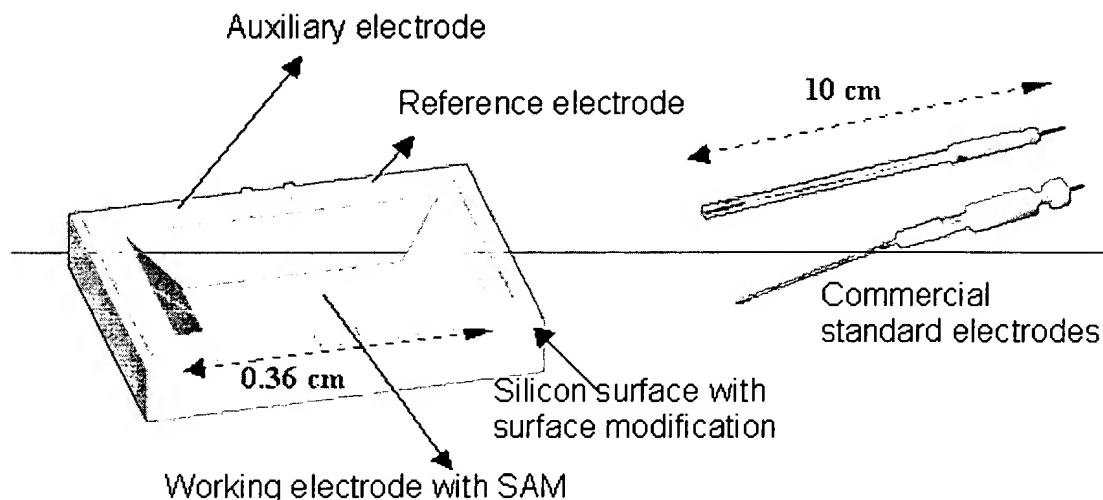 Auxiliary electrode
Reference electrode
10 cm
Commercial
standard electrodes
0.36 cm
Silicon surface with
surface modification
Working electrode with SAM